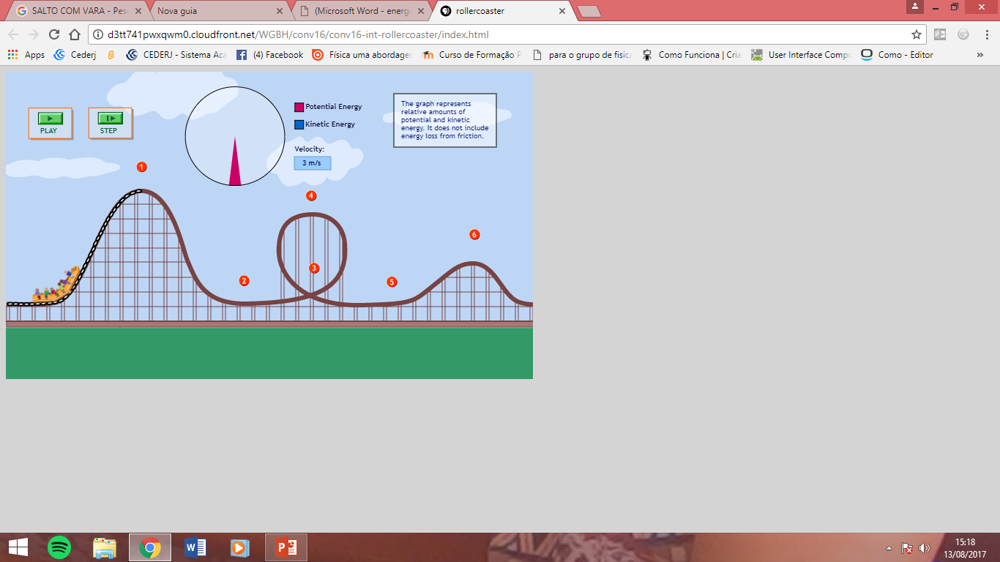 SALTO COM VARA - Pesq
Nova guia
(Microsoft Word - energi
rollercoaster
d3tt741pwxqwm0.cloudfront.net/WGBH/conv16/conv16-int-rollercoaster/index.html
Apps
Cederj
CEDERJ - Sistema Aca
(4) Facebook
Física uma abordage
Curso de Formação P
para o grupo de física
Como Funciona | Cria
User Interface Compo
Como - Editor
»
PLAY
STEP
Potential Energy
Kinetic Energy
Velocity:
3 m/s
The graph represents
relative amounts of
potential and kinetic
energy. It does not include
energy loss from friction.
1
4
6
3
2
5
15:18
13/08/2017